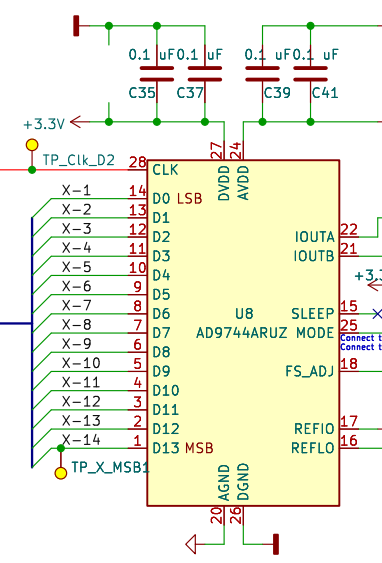 0.1 uF 0.1 uF 0.1 uF 0.1 uF
C35 C37 C39 C41
+3.3V
TP_Clk_D2
27 24
28 CLK DVDD AVDD
X-1 14 D0 LSB
X-2 13 D1
X-3 12 D2 IOUTA 22
X-4 11 D3 IOUTB 21
X-5 10 D4
+3.3
X-6 9 D5
X-7 8 D6 U8 SLEEP 15
X-8 7 D7 AD9744ARUZ MODE 25
Connect t
Connect t
X-9 6 D8
X-10 5 D9 FS_ADJ 18
X-11 4 D10
X-12 3 D11
X-13 2 D12 REFIO 17
X-14 1 D13 MSB REFLO 16
TP_X_MSB1
AGND DGND
20 26